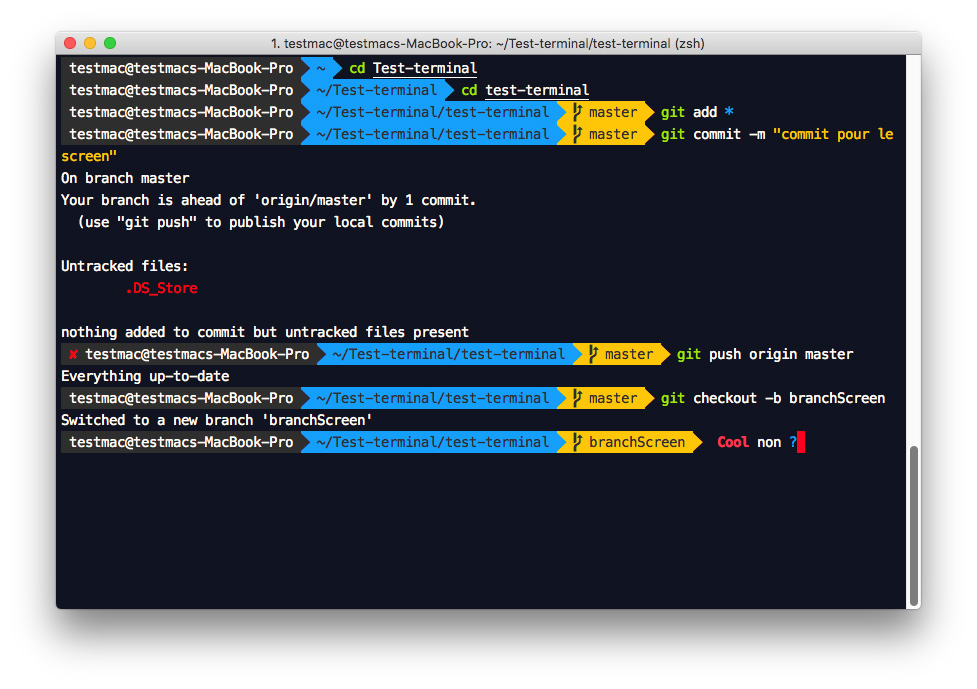 1. testmac@testmacs-MacBook-Pro: ~/Test-terminal/test-terminal (zsh)
testmac@testmacs-MacBook-Pro ~ cd Test-terminal
testmac@testmacs-MacBook-Pro ~/Test-terminal cd test-terminal
testmac@testmacs-MacBook-Pro ~/Test-terminal/test-terminal master git add *
testmac@testmacs-MacBook-Pro ~/Test-terminal/test-terminal master git commit -m "commit pour le
screen"
On branch master
Your branch is ahead of 'origin/master' by 1 commit.
(use "git push" to publish your local commits)
Untracked files:
.DS_Store
nothing added to commit but untracked files present
✘ testmac@testmacs-MacBook-Pro ~/Test-terminal/test-terminal master git push origin master
Everything up-to-date
testmac@testmacs-MacBook-Pro ~/Test-terminal/test-terminal master git checkout -b branchScreen
Switched to a new branch 'branchScreen'
testmac@testmacs-MacBook-Pro ~/Test-terminal/test-terminal branchScreen Cool non ?